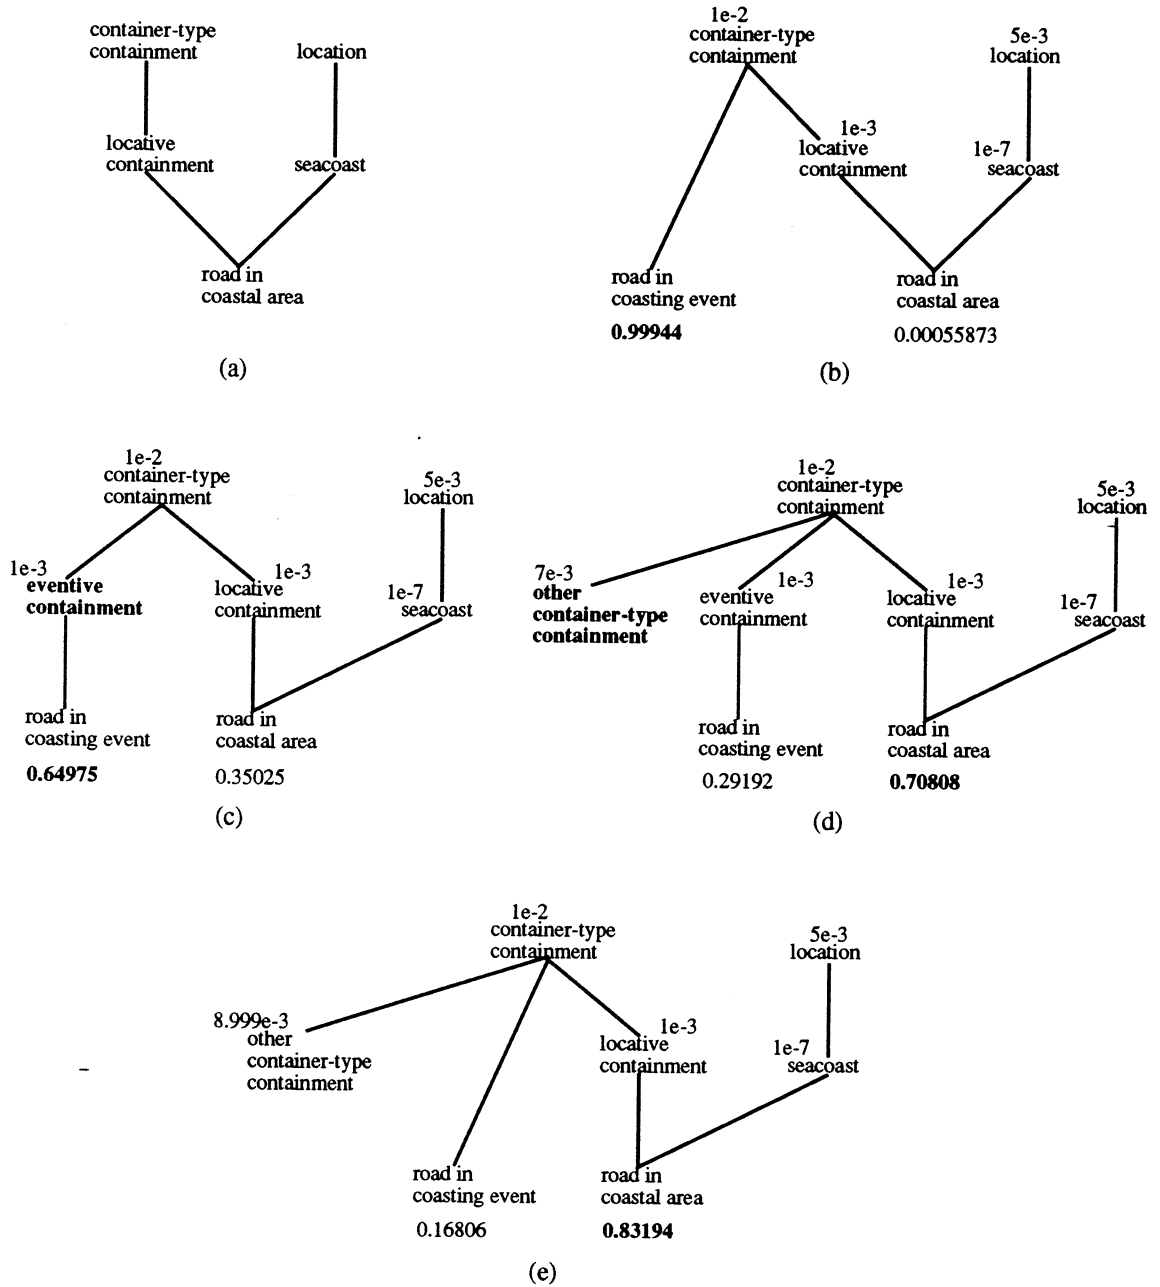 container-type
containment
location
locative
containment
seacoast
road in
coastal area
(a)
1e-2
container-type
containment
5e-3
location
1e-3
locative
containment
1e-7
seacoast
road in
coasting event
0.99944
road in
coastal area
0.00055873
(b)
1e-2
container-type
containment
5e-3
location
1e-3
eventive
containment
1e-3
locative
containment
1e-7
seacoast
road in
coasting event
0.64975
road in
coastal area
0.35025
(c)
1e-2
container-type
containment
5e-3
location
7e-3
other
container-type
containment
1e-3
eventive
containment
1e-3
locative
containment
1e-7
seacoast
road in
coasting event
0.29192
road in
coastal area
0.70808
(d)
1e-2
container-type
containment
5e-3
location
8.999e-3
other
container-type
containment
1e-3
locative
containment
1e-7
seacoast
road in
coasting event
0.16806
road in
coastal area
0.83194
(e)